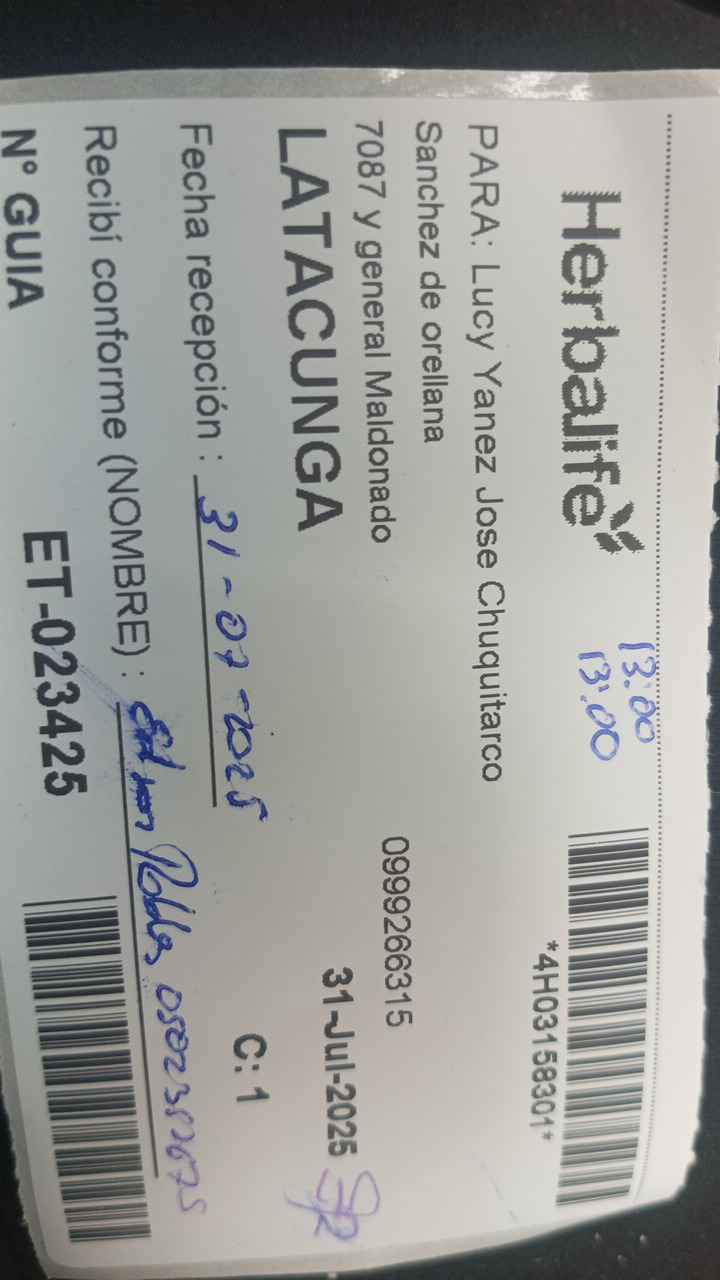 Herbalife
13:00
13:00
*4H03158301*
PARA: Lucy Yanez Jose Chuquitarco
Sanchez de orellana
7087 y general Maldonado
0999266315
LATACUNGA
31-Jul-2025
Fecha recepción : 31-07-2025
C: 1
Recibí conforme (NOMBRE) : Robles
N° GUIA
ET-023425